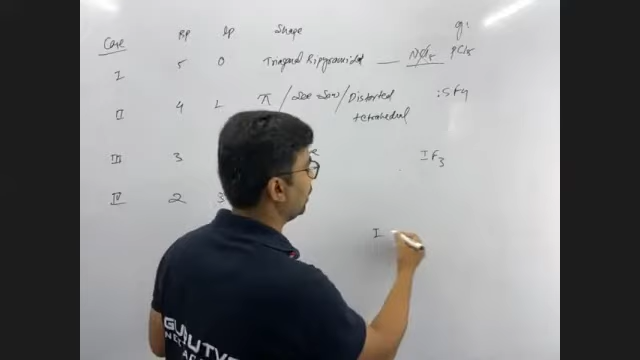 Case BP lp Shape eg:
I 5 0 Trigonal Bipyramidal — PCl5
II 4 1 / See Saw / Distorted :SF4
tetrahedral
III 3 IF3
IV 2 3
I